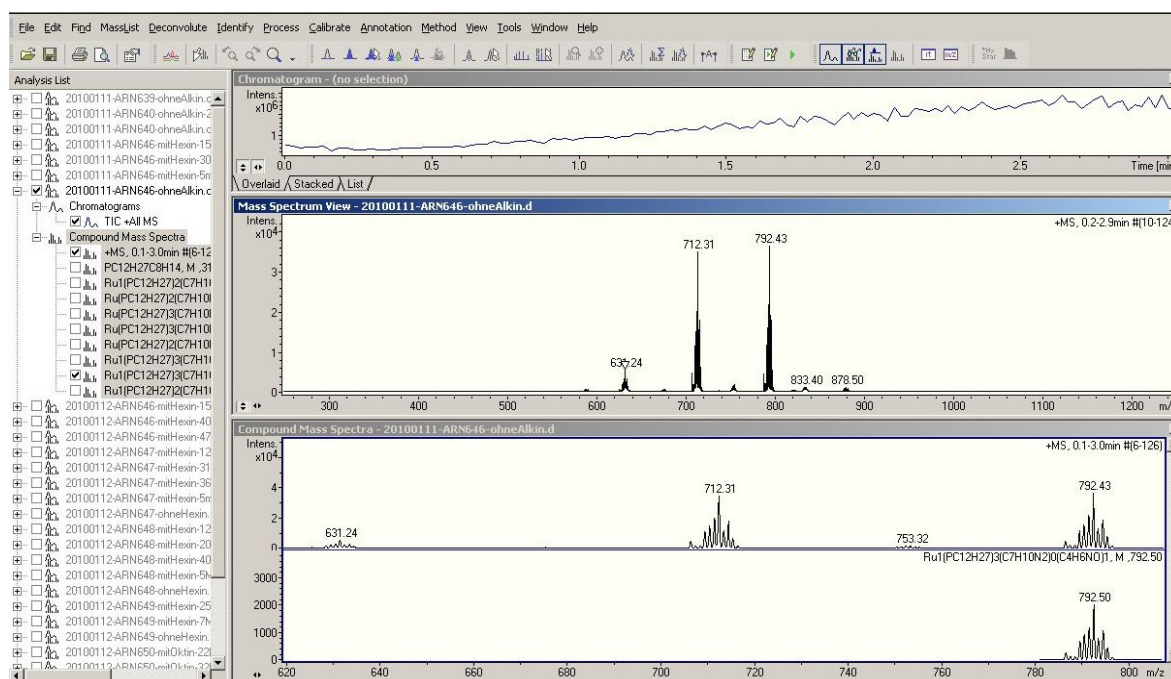 File Edit Find MassList Deconvolute Identify Process Calibrate Annotation Method View Tools Window Help
Analysis List
20100111-ARN639-ohneAlkin.c
20100111-ARN640-ohneAlkin-2
20100111-ARN640-ohneAlkin.c
20100111-ARN646-mitHexin-15
20100111-ARN646-mitHexin-30
20100111-ARN646-mitHexin-5m
20100111-ARN646-ohneAlkin.c
Chromatograms
TIC +All MS
Compound Mass Spectra
+MS, 0.1-3.0min #(6-12
PC12H27C8H14, M ,31
Ru1(PC12H27)2(C7H1
Ru(PC12H27)2(C7H10
Ru(PC12H27)3(C7H10
Ru(PC12H27)3(C7H10
Ru(PC12H27)2(C7H10
Ru1(PC12H27)3(C7H1
Ru1(PC12H27)3(C7H1
Ru1(PC12H27)2(C7H1
20100112-ARN646-mitHexin-15
20100112-ARN646-mitHexin-40
20100112-ARN646-mitHexin-47
20100112-ARN647-mitHexin-12
20100112-ARN647-mitHexin-31
20100112-ARN647-mitHexin-36
20100112-ARN647-mitHexin-5m
20100112-ARN647-ohneHexin.
20100112-ARN648-mitHexin-12
20100112-ARN648-mitHexin-20
20100112-ARN648-mitHexin-40
20100112-ARN648-mitHexin-5M
20100112-ARN648-ohneHexin.
20100112-ARN649-mitHexin-25
20100112-ARN649-mitHexin-7M
20100112-ARN649-ohneHexin.
20100112-ARN650-mitOktin-22
20100112-ARN650-mitOktin-32
Chromatogram - (no selection)
Intens.
x10⁶
1
0.0 0.5 1.0 1.5 2.0 2.5 Time [mi
Overlaid Stacked List
Mass Spectrum View - 20100111-ARN646-ohneAlkin.d
Intens.
x10⁴
+MS, 0.2-2.9min #(10-124
712.31 792.43
3
2
1
631.24 833.40 878.50
0
300 400 500 600 700 800 900 1000 1100 1200 m/
Compound Mass Spectra - 20100111-ARN646-ohneAlkin.d
Intens.
x10⁴
+MS, 0.1-3.0min #(6-126)
4
712.31 792.43
2
631.24 753.32
0
Ru1(PC12H27)3(C7H10N2)0(C4H6NO)1, M ,792.50
3000
792.50
2000
1000
0
620 640 660 680 700 720 740 760 780 800 m/z